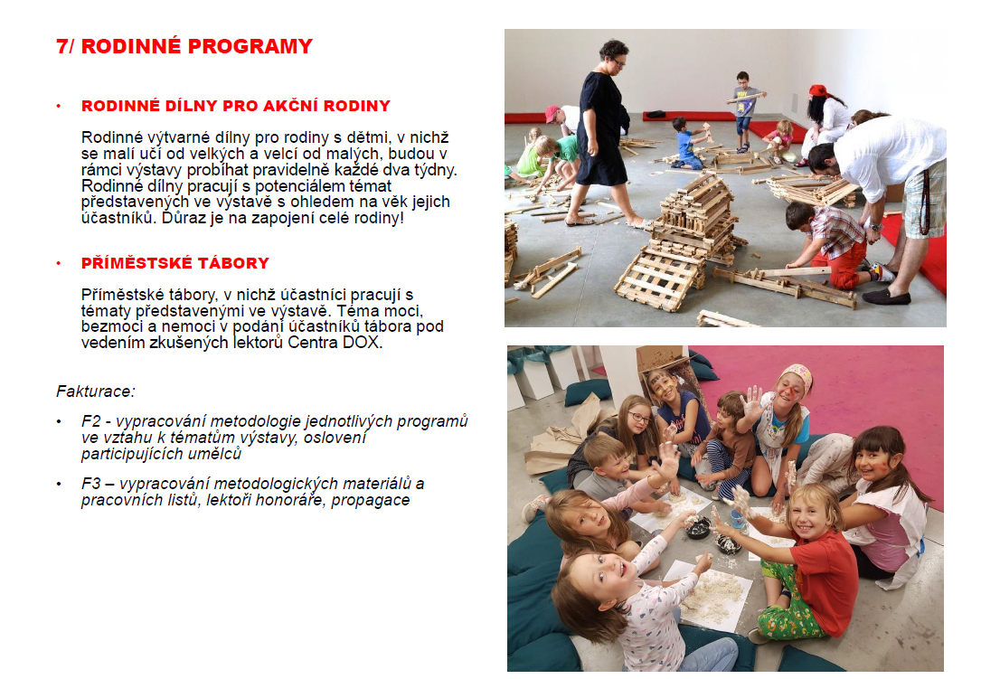 7/ RODINNÉ PROGRAMY
• RODINNÉ DÍLNY PRO AKČNÍ RODINY
Rodinné výtvarné dílny pro rodiny s dětmi, v nichž
se malí učí od velkých a velcí od malých, budou v
rámci výstavy probíhat pravidelně každé dva týdny.
Rodinné dílny pracují s potenciálem témat
představených ve výstavě s ohledem na věk jejich
účastníků. Důraz je na zapojení celé rodiny!
• PŘÍMĚSTSKÉ TÁBORY
Příměstské tábory, v nichž účastníci pracují s
tématy představenými ve výstavě. Téma moci,
bezmoci a nemoci v podání účastníků tábora pod
vedením zkušených lektorů Centra DOX.
Fakturace:
• F2 - vypracování metodologie jednotlivých programů
ve vztahu k tématům výstavy, oslovení
participujících umělců
• F3 – vypracování metodologických materiálů a
pracovních listů, lektoři honoráře, propagace